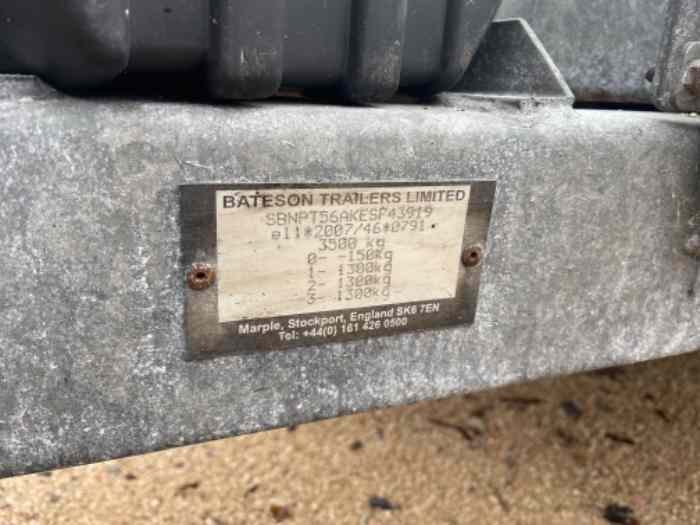 BATESON TRAILERS LIMITED
SBNPT56AKESF43919
e11*2007/46*0791.
3500 kg
0- -150kg
1- 1300kg
2- 1300kg
3- 1300kg
Marple, Stockport, England SK6 7EN
Tel: +44(0) 161 426 0500